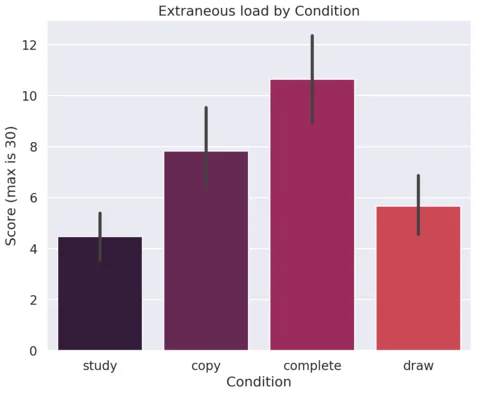 Extraneous load by Condition
Score (max is 30)
12
10
8
6
4
2
0
study copy complete draw
Condition